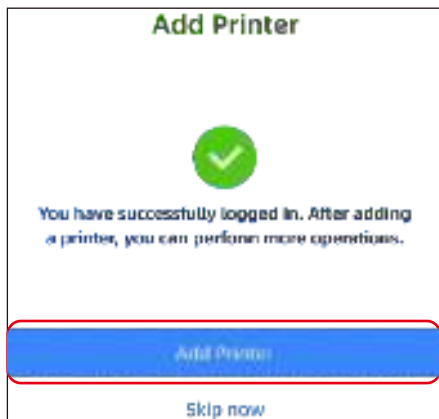 Add Printer
You have successfully logged in. After adding
a printer, you can perform more operations.
Add Printer
Skip now